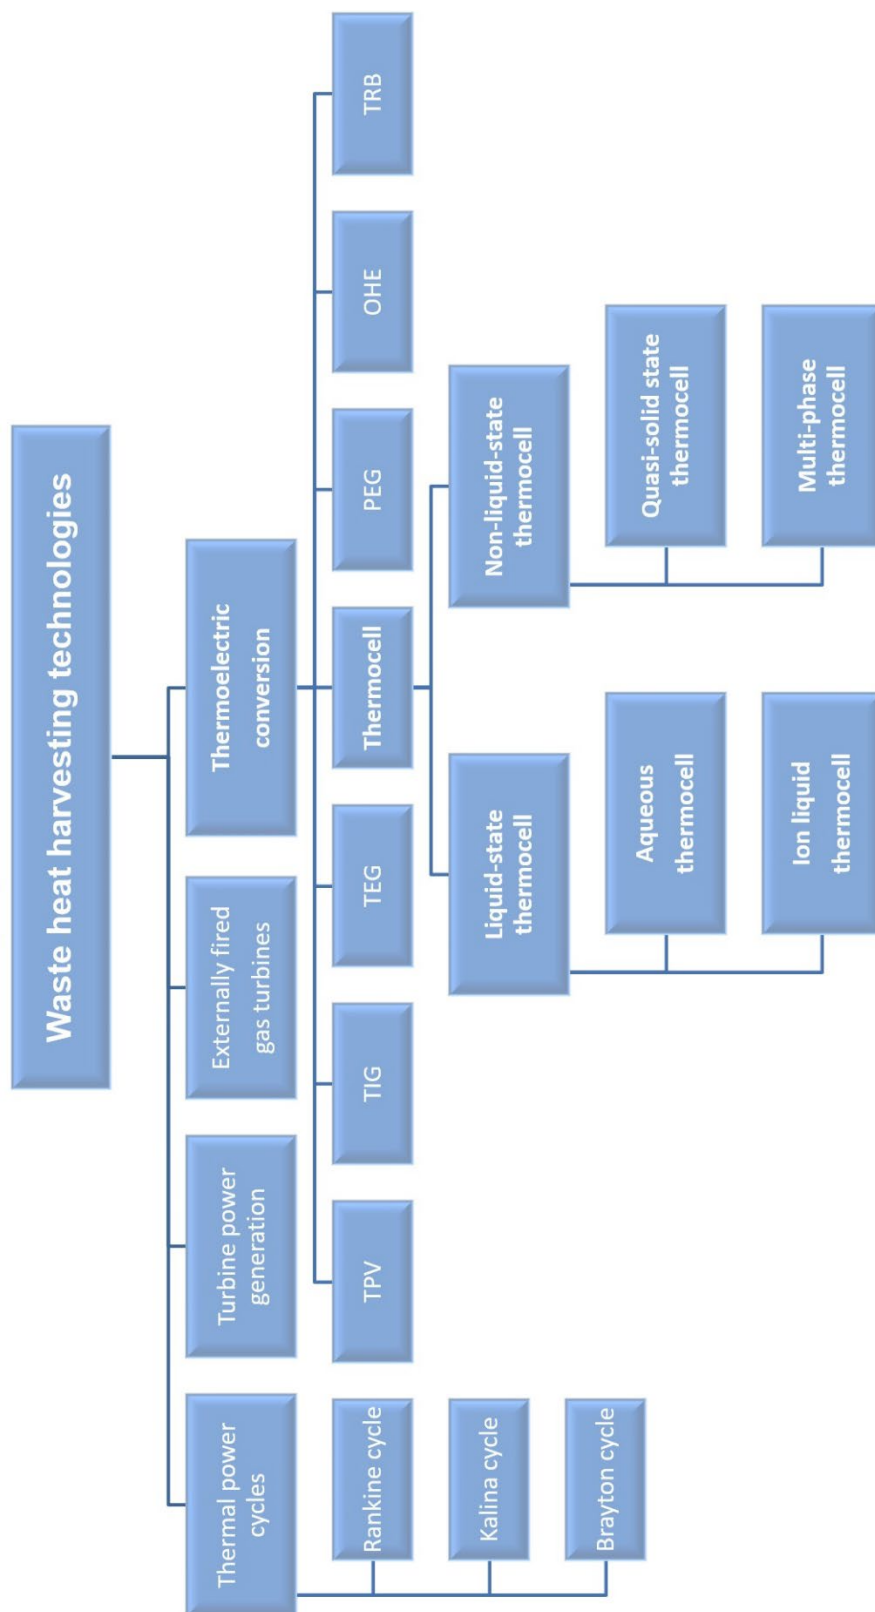 Waste heat harvesting technologies
Thermal power
cycles
Turbine power
generation
Externally fired
gas turbines
Thermoelectric
conversion
Rankine cycle
Kalina cycle
Brayton cycle
TPV
TIG
TEG
Thermocell
PEG
OHE
TRB
Liquid-state
thermocell
Non-liquid-state
thermocell
Aqueous
thermocell
Ion liquid
thermocell
Quasi-solid state
thermocell
Multi-phase
thermocell